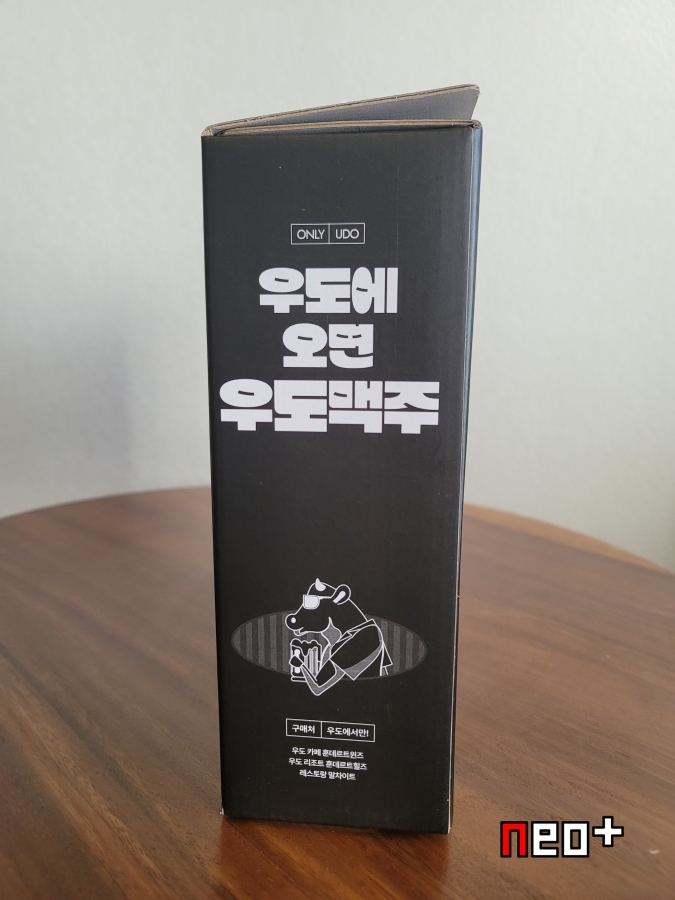 ONLY UDO
우도에
오면
우도맥주
구매처 우도에서만!
우도 카페 훈데르트윈즈
우도 리조트 훈데르트힐즈
레스토랑 말차이트
neo+